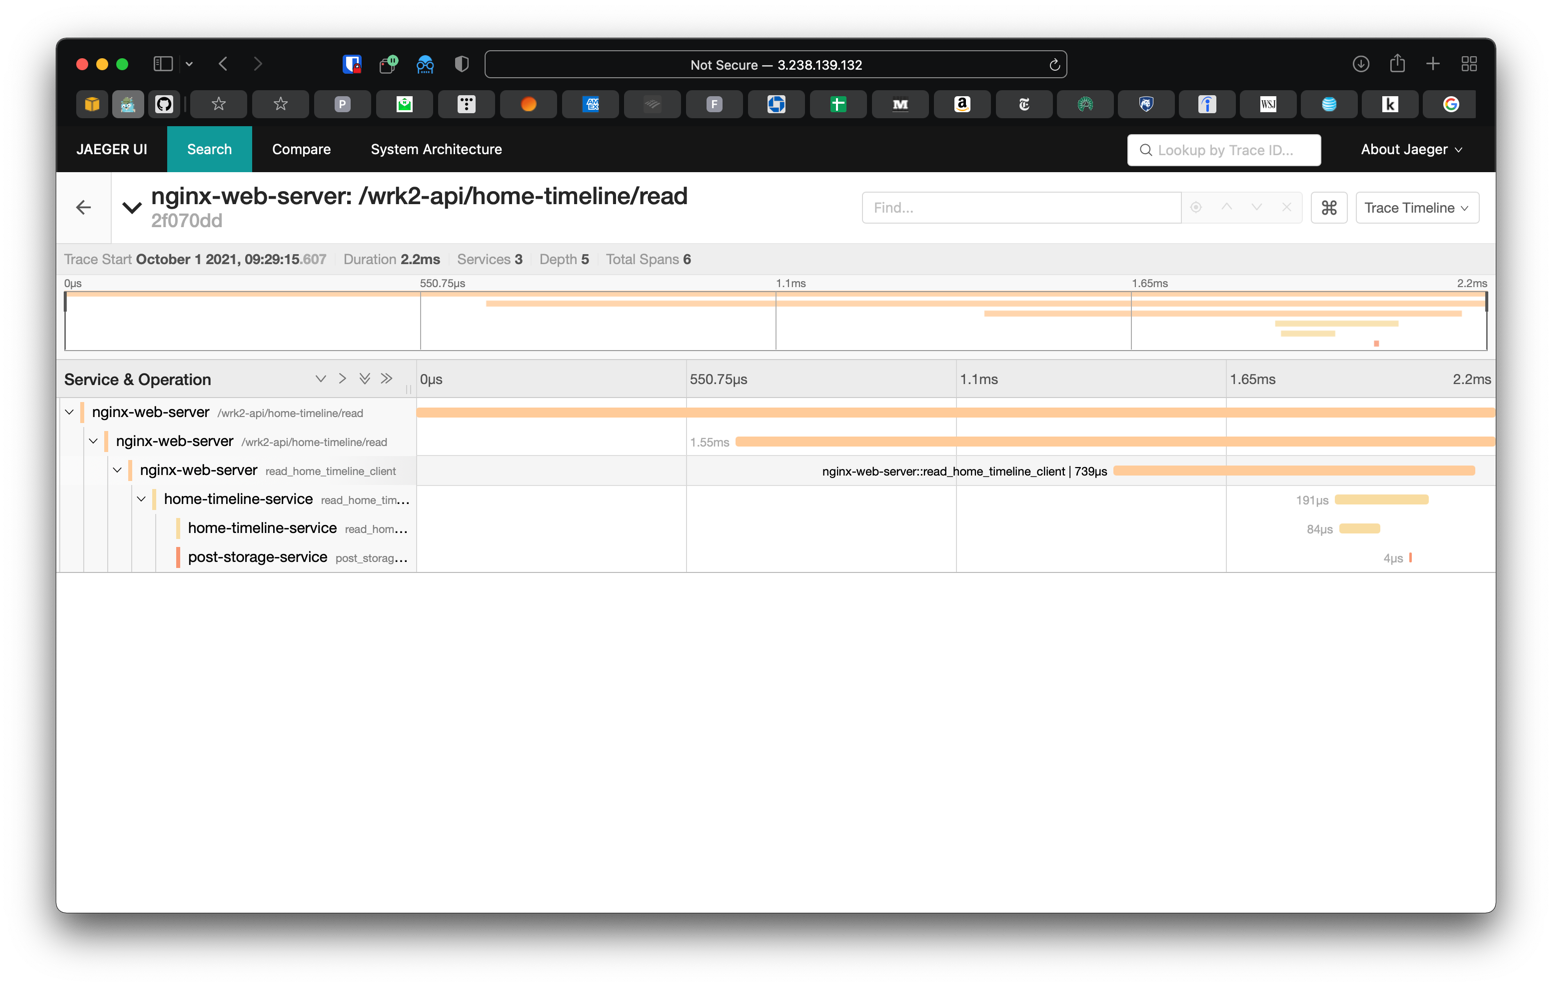 Not Secure — 3.238.139.132
P F M a T WSJ k G
JAEGER UI Search Compare System Architecture Lookup by Trace ID... About Jaeger
nginx-web-server: /wrk2-api/home-timeline/read
2f070dd
Find... ⌘ Trace Timeline
Trace Start October 1 2021, 09:29:15.607 Duration 2.2ms Services 3 Depth 5 Total Spans 6
0μs 550.75μs 1.1ms 1.65ms 2.2ms
Service & Operation 0μs 550.75μs 1.1ms 1.65ms 2.2ms
nginx-web-server /wrk2-api/home-timeline/read
nginx-web-server /wrk2-api/home-timeline/read 1.55ms
nginx-web-server read_home_timeline_client nginx-web-server::read_home_timeline_client | 739μs
home-timeline-service read_home_tim... 191μs
home-timeline-service read_hom... 84μs
post-storage-service post_storag... 4μs